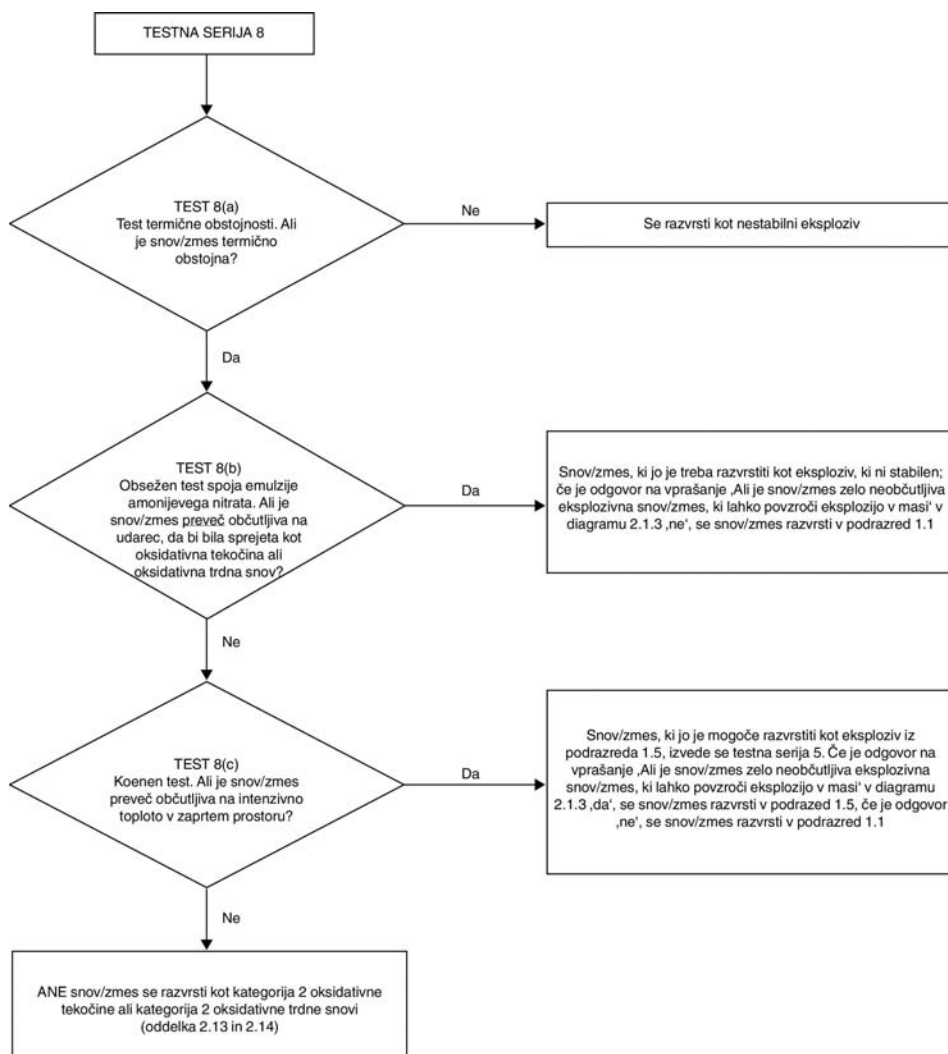 TESTNA SERIJA 8
TEST 8(a)
Test termične obstojnosti. Ali
je snov/zmes termično
obstojna?
Ne
Se razvrsti kot nestabilni eksploziv
Da
TEST 8(b)
Obsežen test spoja emulzije
amonijevega nitrata. Ali je
snov/zmes preveč občutljiva na
udarec, da bi bila sprejeta kot
oksidativna tekočina ali
oksidativna trdna snov?
Da
Snov/zmes, ki jo je treba razvrstiti kot eksploziv, ki ni stabilen;
če je odgovor na vprašanje ‚Ali je snov/zmes zelo neobčutljiva
eksplozivna snov/zmes, ki lahko povzroči eksplozijo v masi‘ v
diagramu 2.1.3 ‚ne‘, se snov/zmes razvrsti v podrazred 1.1
Ne
TEST 8(c)
Koenen test. Ali je snov/zmes
preveč občutljiva na intenzivno
toploto v zaprtem prostoru?
Da
Snov/zmes, ki jo je mogoče razvrstiti kot eksploziv iz
podrazreda 1.5, izvede se testna serija 5. Če je odgovor na
vprašanje ‚Ali je snov/zmes zelo neobčutljiva eksplozivna
snov/zmes, ki lahko povzroči eksplozijo v masi‘ v diagramu
2.1.3 ‚da‘, se snov/zmes razvrsti v podrazed 1.5, če je odgovor
‚ne‘, se snov/zmes razvrsti v podrazred 1.1
Ne
ANE snov/zmes se razvrsti kot kategorija 2 oksidativne
tekočine ali kategorija 2 oksidativne trdne snovi
(oddelka 2.13 in 2.14)